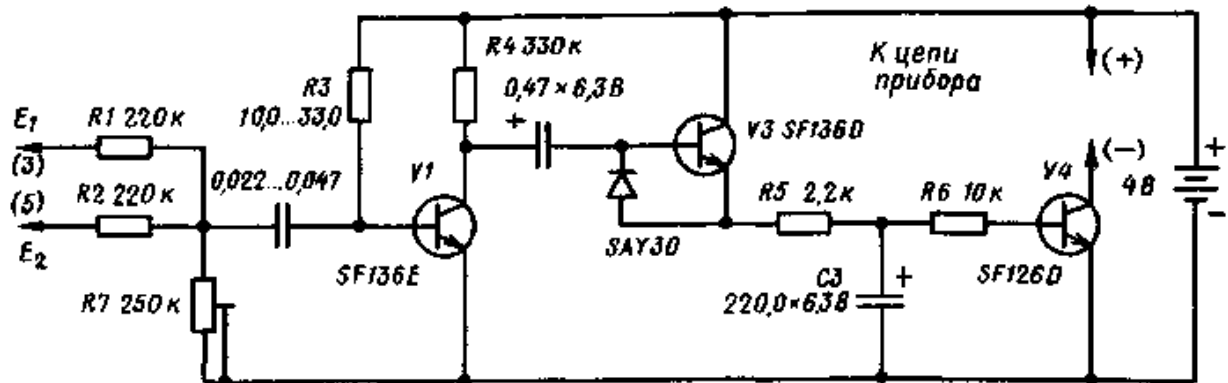 E₁
(3)
R1 220к
(5)
R2 220к
E₂
R7 250к
0,022...0,047
R3
10,0...33,0
R4 330к
0,47×6,3В
V1
SF136E
V3 SF136D
SAY30
К цепи
прибора
(+)
(−)
4В
+
-
+
R5 2,2к
R6 10к
V4
SF126D
C3
+
220,0×6,3В